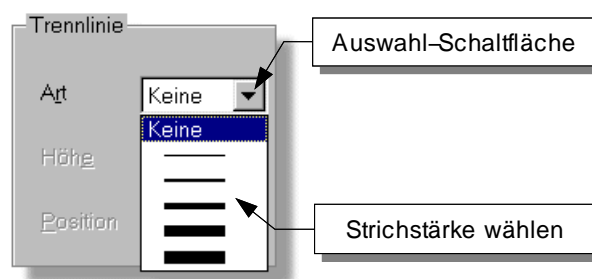 Trennlinie
Auswahl–Schaltfläche
Art
Keine
Keine
Höhe
Position
Strichstärke wählen